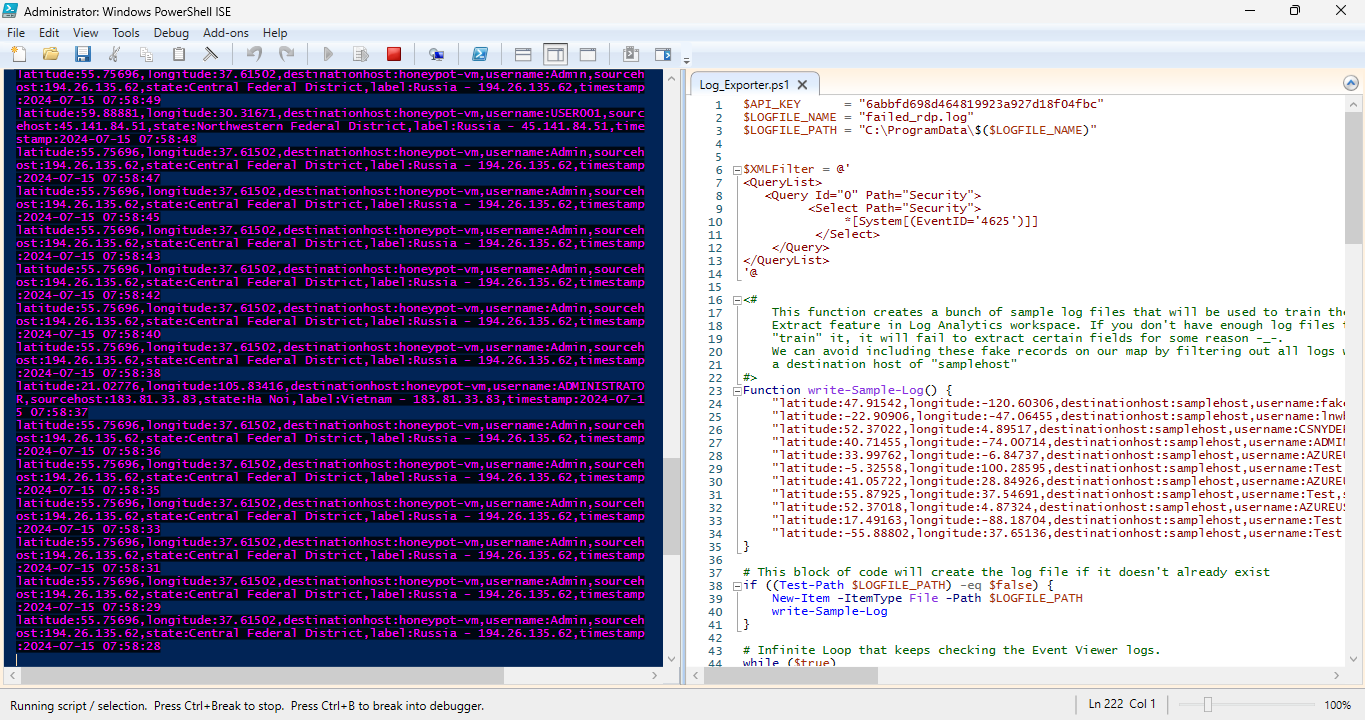 Administrator: Windows PowerShell ISE
File Edit View Tools Debug Add-ons Help
latitude:55.75696,longitude:37.61502,destinationhost:honeypot-vm,username:Admin,sourceh
ost:194.26.135.62,state:Central Federal District,label:Russia - 194.26.135.62,timestamp
:2024-07-15 07:58:49
latitude:59.88881,longitude:30.31671,destinationhost:honeypot-vm,username:USER001,sourc
ehost:45.141.84.51,state:Northwestern Federal District,label:Russia - 45.141.84.51,time
stamp:2024-07-15 07:58:48
latitude:55.75696,longitude:37.61502,destinationhost:honeypot-vm,username:Admin,sourceh
ost:194.26.135.62,state:Central Federal District,label:Russia - 194.26.135.62,timestamp
:2024-07-15 07:58:47
latitude:55.75696,longitude:37.61502,destinationhost:honeypot-vm,username:Admin,sourceh
ost:194.26.135.62,state:Central Federal District,label:Russia - 194.26.135.62,timestamp
:2024-07-15 07:58:45
latitude:55.75696,longitude:37.61502,destinationhost:honeypot-vm,username:Admin,sourceh
ost:194.26.135.62,state:Central Federal District,label:Russia - 194.26.135.62,timestamp
:2024-07-15 07:58:43
latitude:55.75696,longitude:37.61502,destinationhost:honeypot-vm,username:Admin,sourceh
ost:194.26.135.62,state:Central Federal District,label:Russia - 194.26.135.62,timestamp
:2024-07-15 07:58:42
latitude:55.75696,longitude:37.61502,destinationhost:honeypot-vm,username:Admin,sourceh
ost:194.26.135.62,state:Central Federal District,label:Russia - 194.26.135.62,timestamp
:2024-07-15 07:58:40
latitude:55.75696,longitude:37.61502,destinationhost:honeypot-vm,username:Admin,sourceh
ost:194.26.135.62,state:Central Federal District,label:Russia - 194.26.135.62,timestamp
:2024-07-15 07:58:38
latitude:21.02776,longitude:105.83416,destinationhost:honeypot-vm,username:ADMINISTRATO
R,sourcehost:183.81.33.83,state:Ha Noi,label:Vietnam - 183.81.33.83,timestamp:2024-07-1
5 07:58:37
latitude:55.75696,longitude:37.61502,destinationhost:honeypot-vm,username:Admin,sourceh
ost:194.26.135.62,state:Central Federal District,label:Russia - 194.26.135.62,timestamp
:2024-07-15 07:58:36
latitude:55.75696,longitude:37.61502,destinationhost:honeypot-vm,username:Admin,sourceh
ost:194.26.135.62,state:Central Federal District,label:Russia - 194.26.135.62,timestamp
:2024-07-15 07:58:35
latitude:55.75696,longitude:37.61502,destinationhost:honeypot-vm,username:Admin,sourceh
ost:194.26.135.62,state:Central Federal District,label:Russia - 194.26.135.62,timestamp
:2024-07-15 07:58:33
latitude:55.75696,longitude:37.61502,destinationhost:honeypot-vm,username:Admin,sourceh
ost:194.26.135.62,state:Central Federal District,label:Russia - 194.26.135.62,timestamp
:2024-07-15 07:58:31
latitude:55.75696,longitude:37.61502,destinationhost:honeypot-vm,username:Admin,sourceh
ost:194.26.135.62,state:Central Federal District,label:Russia - 194.26.135.62,timestamp
:2024-07-15 07:58:29
latitude:55.75696,longitude:37.61502,destinationhost:honeypot-vm,username:Admin,sourceh
ost:194.26.135.62,state:Central Federal District,label:Russia - 194.26.135.62,timestamp
:2024-07-15 07:58:28
Log_Exporter.ps1
1 $API_KEY = "6abbfd698d464819923a927d18f04fbc"
2 $LOGFILE_NAME = "failed_rdp.log"
3 $LOGFILE_PATH = "C:\ProgramData\$($LOGFILE_NAME)"
4
5
6 $XMLFilter = @'
7 <QueryList>
8 <Query Id="0" Path="Security">
9 <Select Path="Security">
10 *[System[(EventID='4625')]]
11 </Select>
12 </Query>
13 </QueryList>
14 '@
15
16 <#
17 This function creates a bunch of sample log files that will be used to train the
18 Extract feature in Log Analytics workspace. If you don't have enough log files
19 "train" it, it will fail to extract certain fields for some reason -_-.
20 We can avoid including these fake records on our map by filtering out all logs
21 a destination host of "samplehost"
22 #>
23 Function write-Sample-Log() {
24 "latitude:47.91542,longitude:-120.60306,destinationhost:samplehost,username:fake
25 "latitude:-22.90906,longitude:-47.06455,destinationhost:samplehost,username:lnwb
26 "latitude:52.37022,longitude:4.89517,destinationhost:samplehost,username:CSNYDE
27 "latitude:40.71455,longitude:-74.00714,destinationhost:samplehost,username:ADMI
28 "latitude:33.99762,longitude:-6.84737,destinationhost:samplehost,username:AZURE
29 "latitude:-5.32558,longitude:100.28595,destinationhost:samplehost,username:Test
30 "latitude:41.05722,longitude:28.84926,destinationhost:samplehost,username:AZURE
31 "latitude:55.87925,longitude:37.54691,destinationhost:samplehost,username:Test,
32 "latitude:52.37018,longitude:4.87324,destinationhost:samplehost,username:AZUREU
33 "latitude:17.49163,longitude:-88.18704,destinationhost:samplehost,username:Test
34 "latitude:-55.88802,longitude:37.65136,destinationhost:samplehost,username:Test
35 }
36
37 # This block of code will create the log file if it doesn't already exist
38 if ((Test-Path $LOGFILE_PATH) -eq $false) {
39 New-Item -ItemType File -Path $LOGFILE_PATH
40 write-Sample-Log
41 }
42
43 # Infinite Loop that keeps checking the Event Viewer logs.
44 while ($true)
Running script / selection. Press Ctrl+Break to stop. Press Ctrl+B to break into debugger.
Ln 222 Col 1
100%